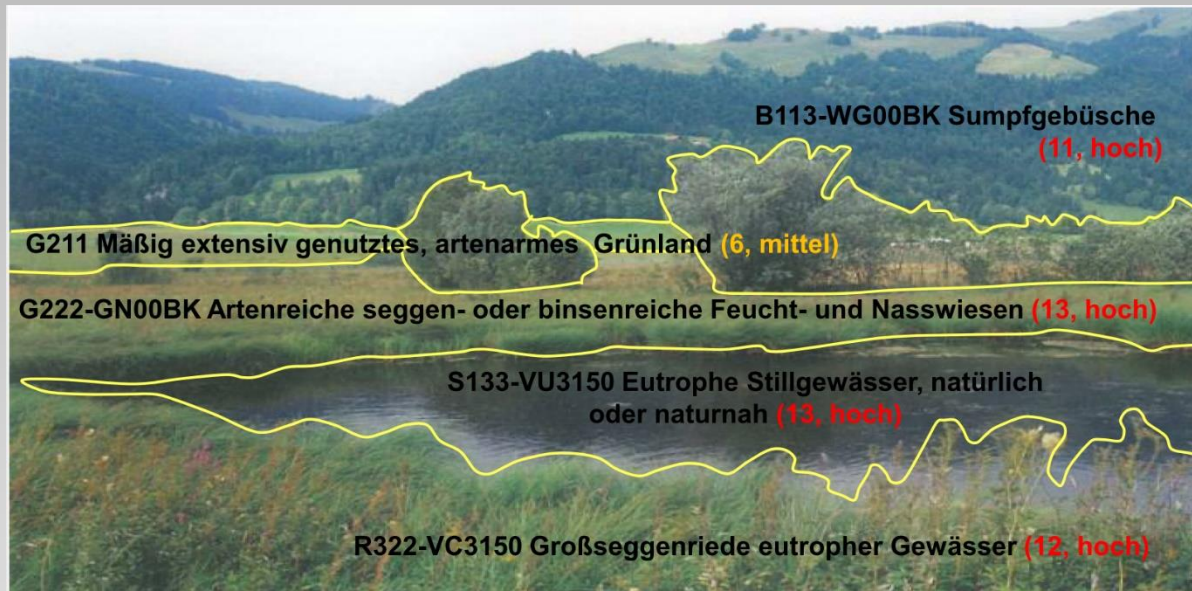 B113-WG00BK Sumpfgebüsche
(11, hoch)
G211 Mäßig extensiv genutztes, artenarmes Grünland (6, mittel)
G222-GN00BK Artenreiche seggen- oder binsenreiche Feucht- und Nasswiesen (13, hoch)
S133-VU3150 Eutrophe Stillgewässer, natürlich
oder naturnah (13, hoch)
R322-VC3150 Großseggenriede eutropher Gewässer (12, hoch)